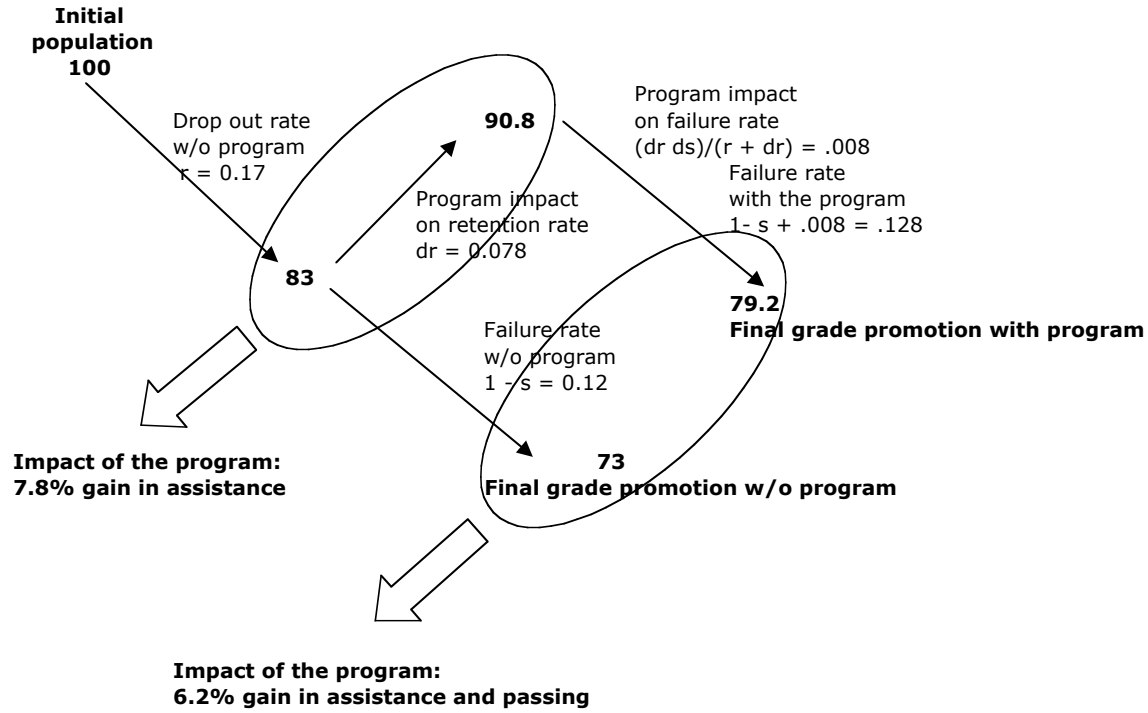 Initial
population
100
Drop out rate
w/o program
r = 0.17
90.8
Program impact
on failure rate
(dr ds)/(r + dr) = .008
Failure rate
with the program
1- s + .008 = .128
Program impact
on retention rate
dr = 0.078
83
79.2
Final grade promotion with program
Failure rate
w/o program
1 - s = 0.12
73
Final grade promotion w/o program
Impact of the program:
7.8% gain in assistance
Impact of the program:
6.2% gain in assistance and passing